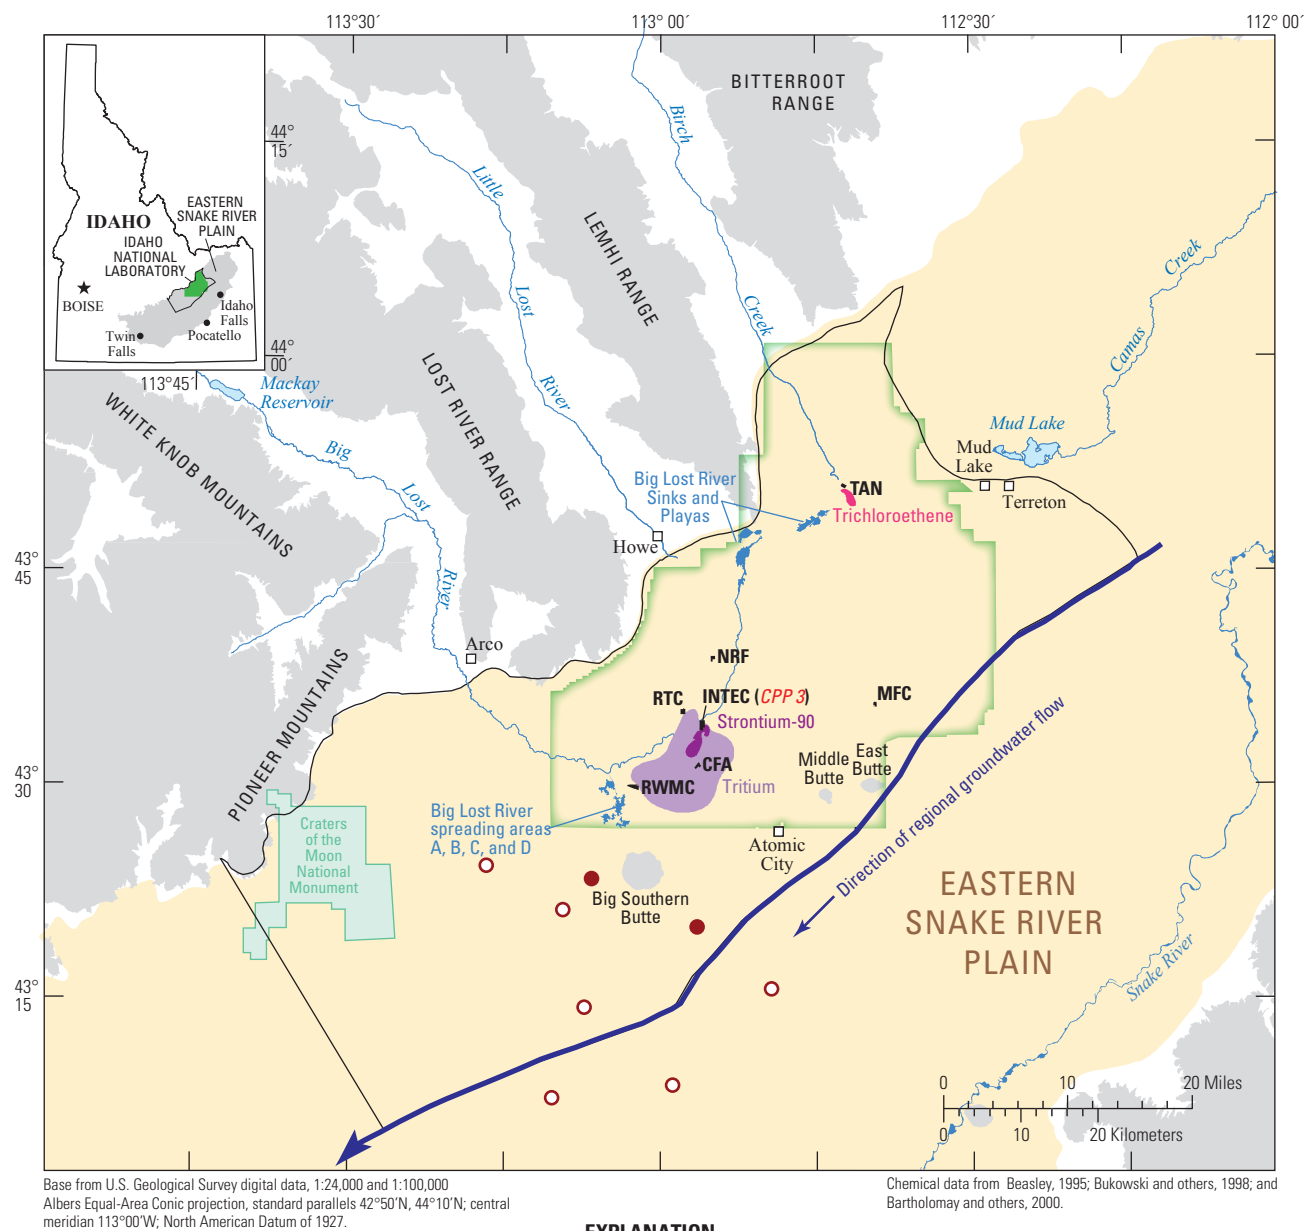 113°30′
113° 00′
112°30′
112° 00′
BITTERROOT
RANGE
44°
15′
44°
00′
113°45′
43°
45
43°
30
43°
15
IDAHO
EASTERN
SNAKE RIVER
PLAIN
IDAHO
NATIONAL
LABORATORY
BOISE
Idaho
Falls
Pocatello
Twin
Falls
Birch
Creek
Little
Lost
River
LEMHI RANGE
LOST RIVER RANGE
WHITE KNOB MOUNTAINS
PIONEER MOUNTAINS
Mackay
Reservoir
Big
Lost
River
Camas
Creek
Mud Lake
Mud
Lake
Terreton
Big Lost River
Sinks and
Playas
TAN
Trichloroethene
Howe
Arco
NRF
RTC
INTEC (CPP 3)
Strontium-90
MFC
CFA
RWMC
Tritium
Middle
Butte
East
Butte
Big Lost River
spreading areas
A, B, C, and D
Atomic
City
Craters
of the
Moon
National
Monument
Big Southern
Butte
Direction of regional groundwater flow
EASTERN
SNAKE RIVER
PLAIN
Snake River
0
10
20 Miles
0
10
20 Kilometers
Base from U.S. Geological Survey digital data, 1:24,000 and 1:100,000
Albers Equal-Area Conic projection, standard parallels 42°50′N, 44°10′N; central
meridian 113°00′W; North American Datum of 1927.
Chemical data from Beasley, 1995; Bukowski and others, 1998; and
Bartholomay and others, 2000.
EXPLANATION